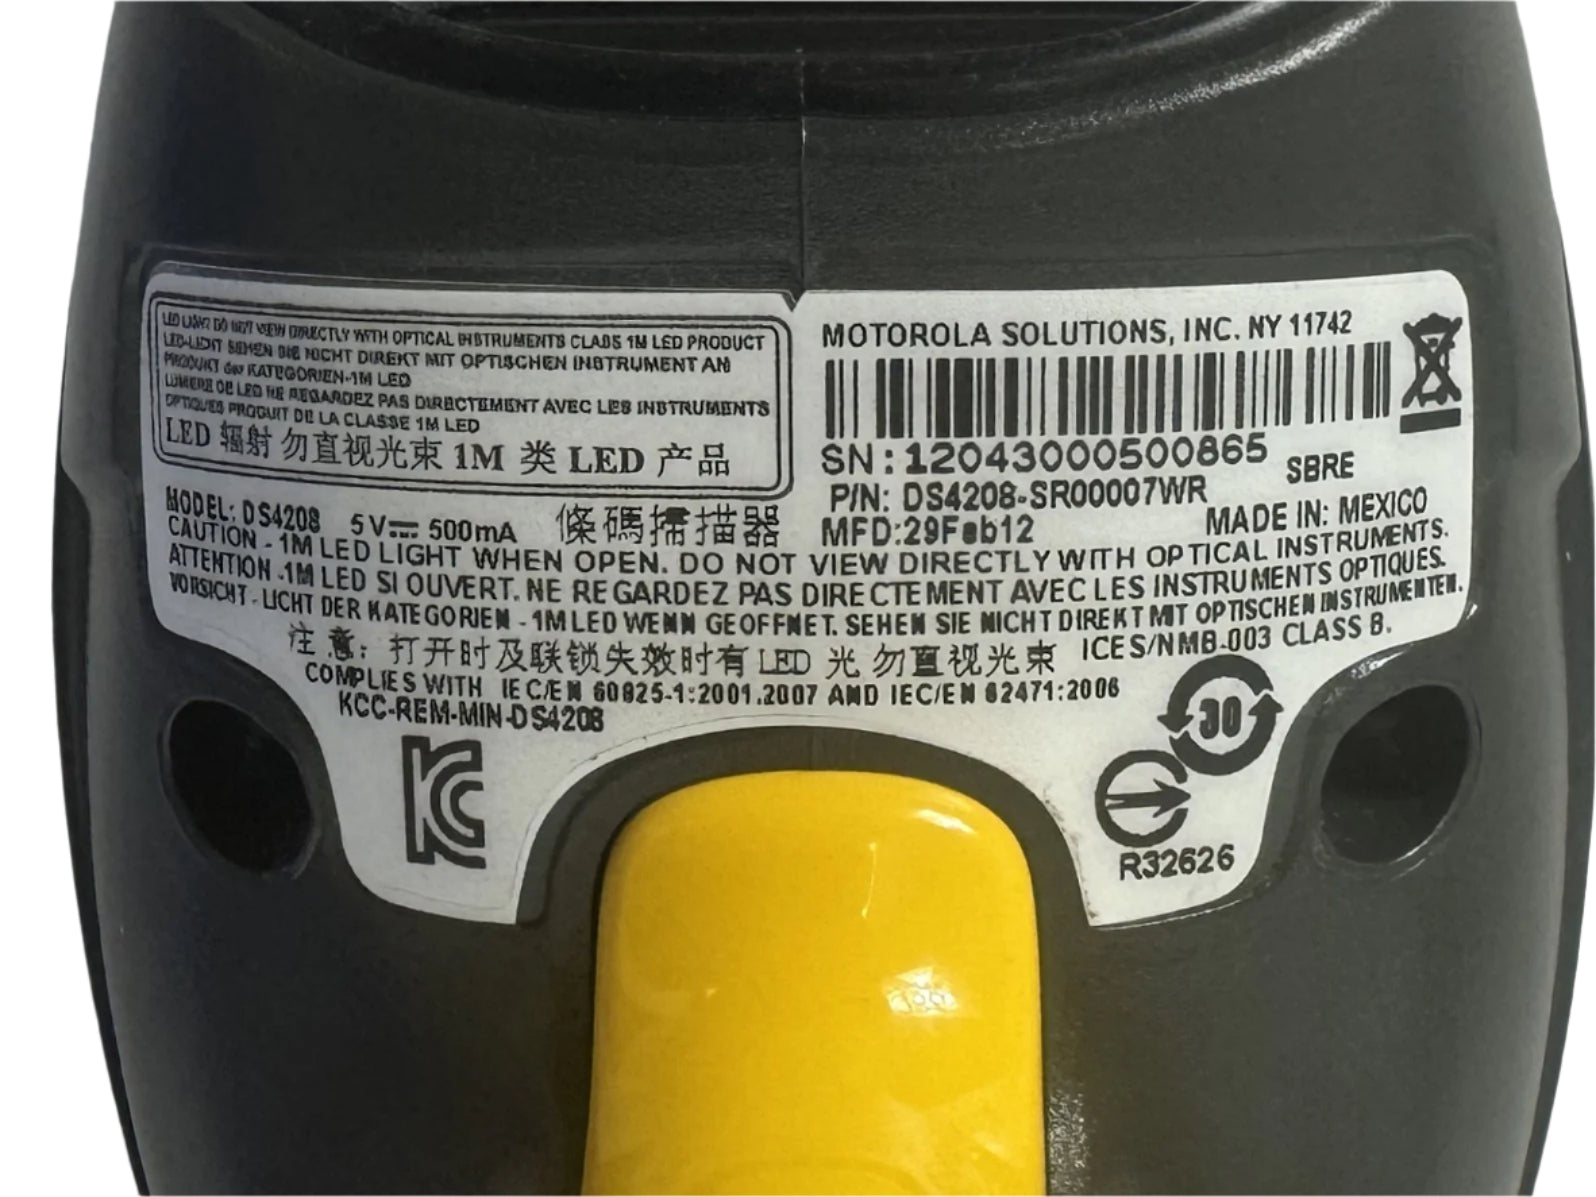 LED LIGHT DO NOT VIEW DIRECTLY WITH OPTICAL INSTRUMENTS CLASS 1M LED PRODUCT
LED-LICHT SEHEN SIE NICHT DIREKT MIT OPTISCHEN INSTRUMENT AN
PRODUKT der KATEGORIEN-1M LED
LUMIERE DE LED NE REGARDEZ PAS DIRECTEMENT AVEC LES INSTRUMENTS
OPTIQUES PRODUIT DE LA CLASSE 1M LED
LED 辐射 勿直视光束 1M 类 LED 产品
MOTOROLA SOLUTIONS, INC. NY 11742
SN:12043000500865
SBRE
P/N: DS4208-SR00007WR
MFD:29Feb12
MADE IN: MEXICO
MODEL: DS4208 5V⎓ 500mA 條碼掃描器
CAUTION - 1M LED LIGHT WHEN OPEN. DO NOT VIEW DIRECTLY WITH OPTICAL INSTRUMENTS.
ATTENTION -1M LED SI OUVERT. NE REGARDEZ PAS DIRECTEMENT AVEC LES INSTRUMENTS OPTIQUES.
VORSICHT - LICHT DER KATEGORIEN - 1M LED WENN GEOFFNET. SEHEN SIE NICHT DIREKT MIT OPTISCHEN INSTRUMENTEN.
注 意: 打开时及联锁失效时有 LED 光 勿直视光束 ICES/NMB-003 CLASS B.
COMPLIES WITH IEC/EN 60825-1:2001.2007 AND IEC/EN 62471:2006
KCC-REM-MIN-DS4208
30
R32626